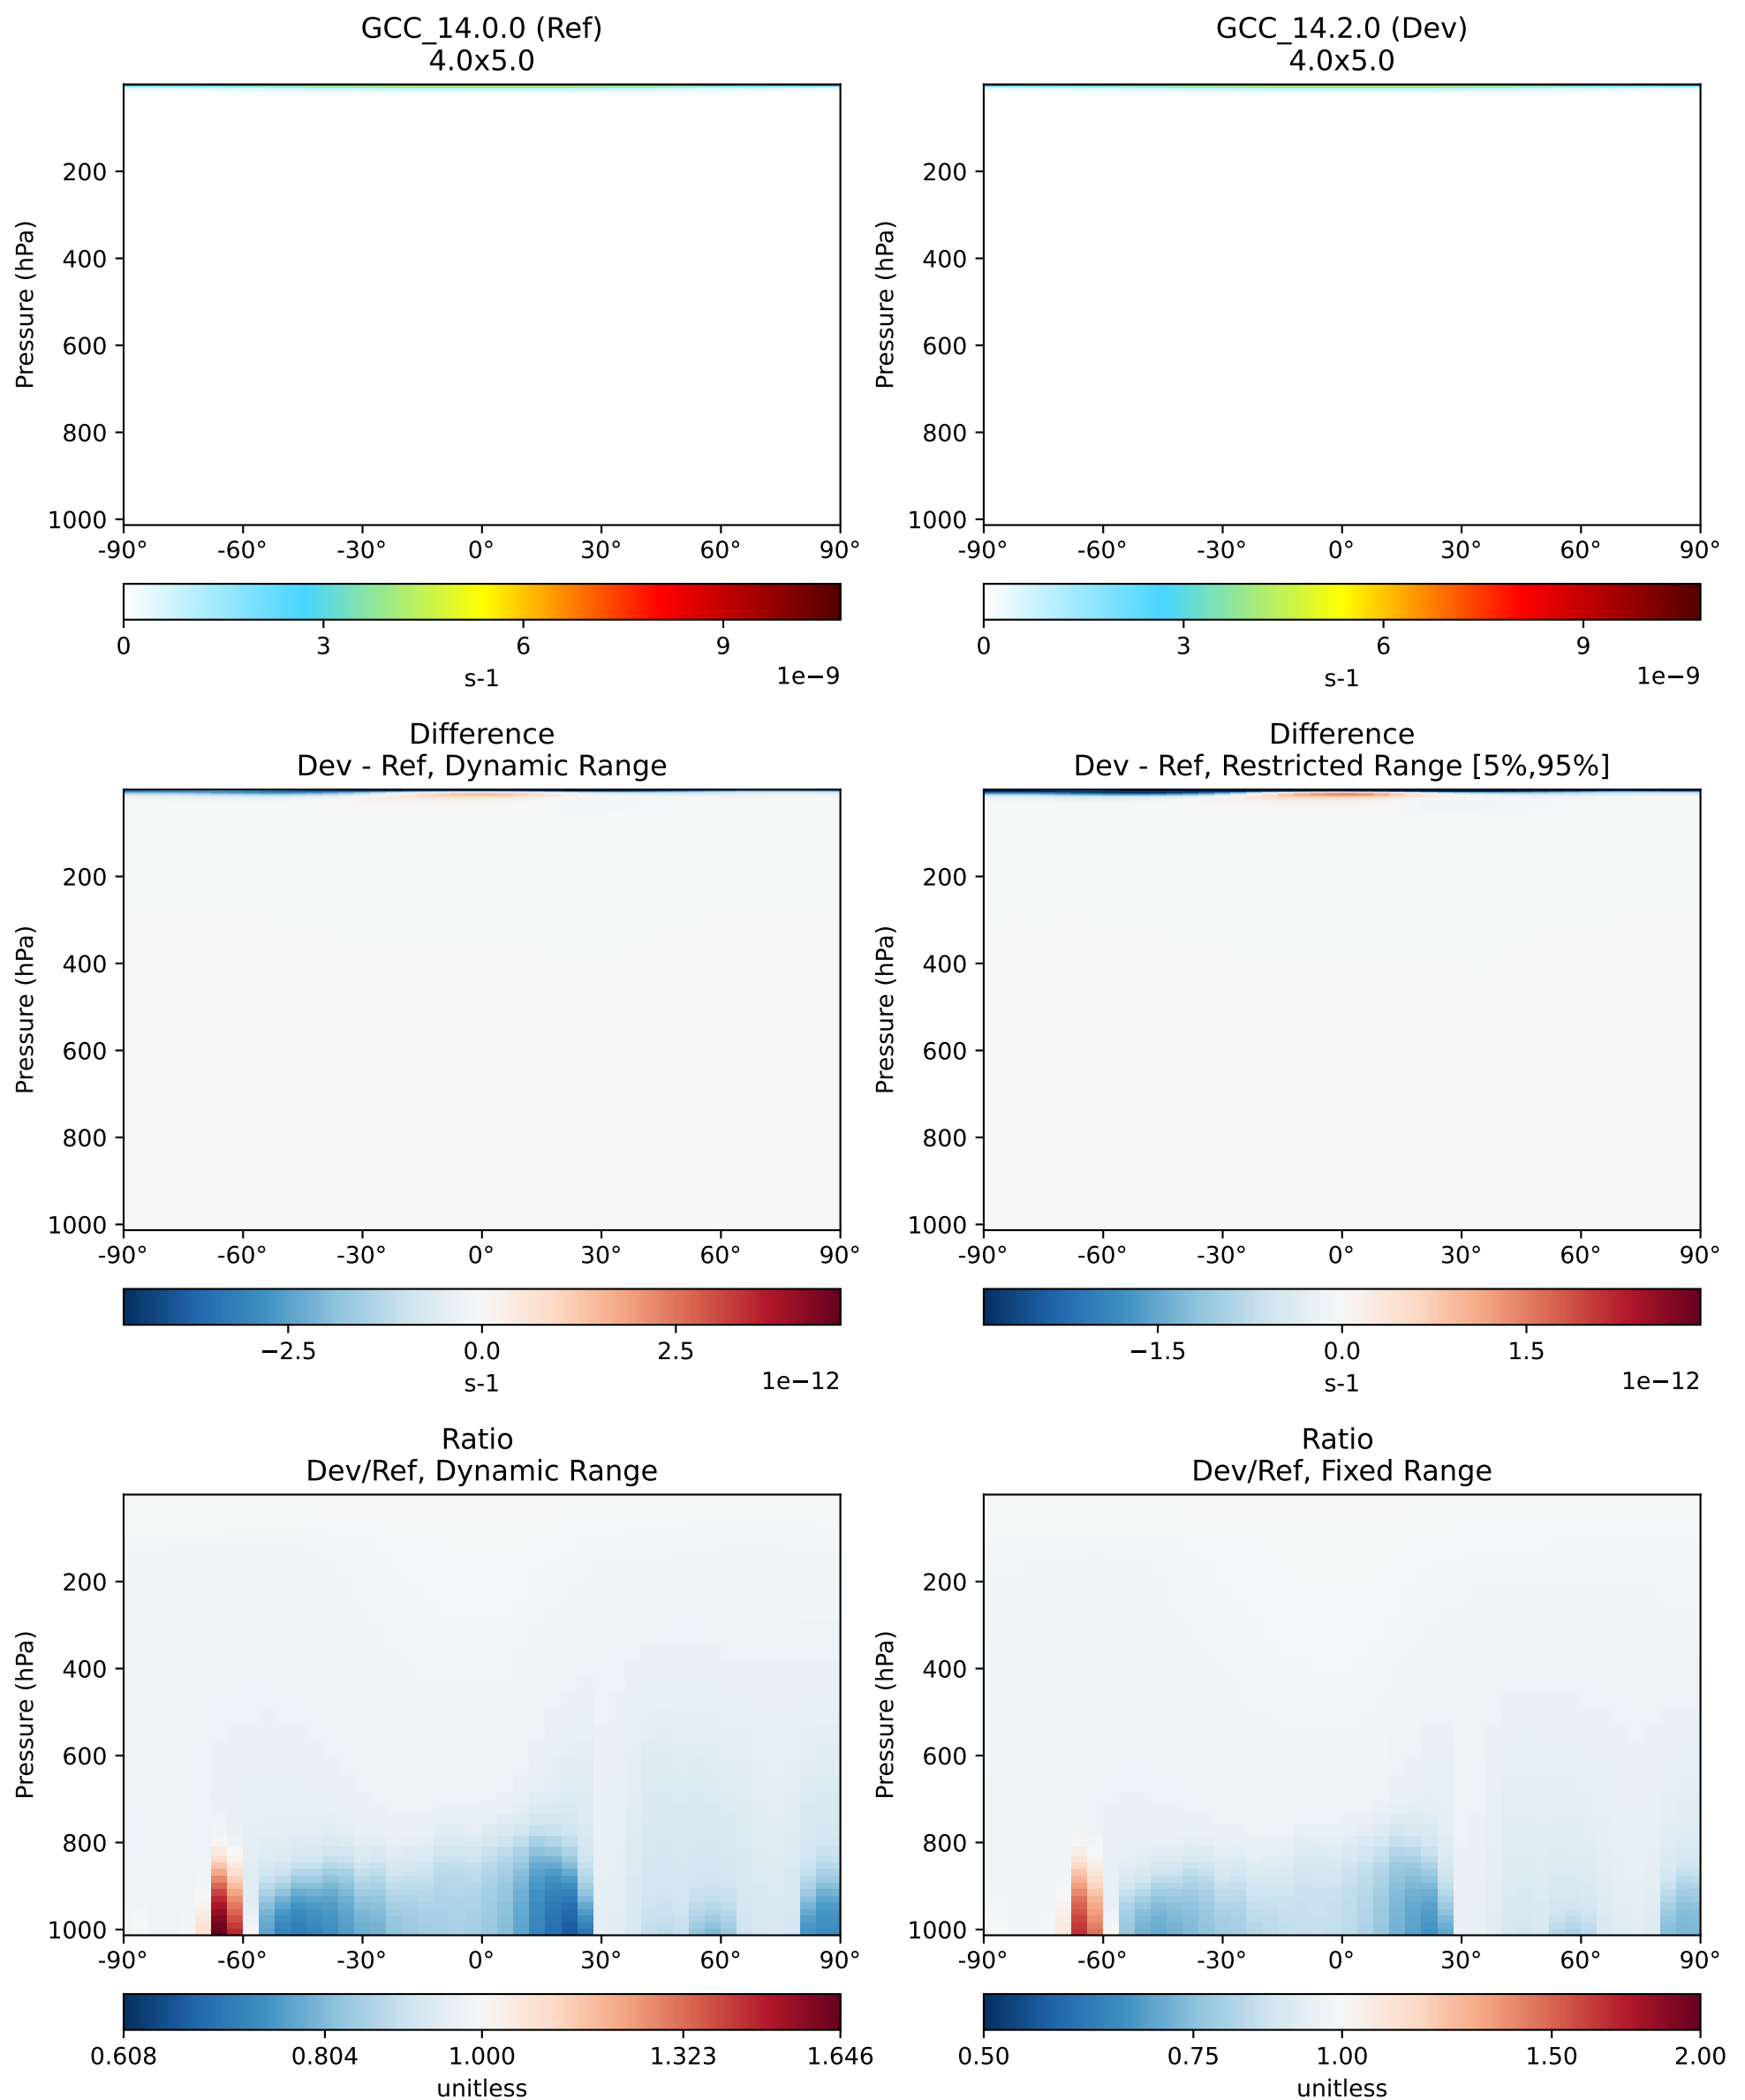 GCC_14.0.0 (Ref)
4.0x5.0
Pressure (hPa)
200
400
600
800
1000
-90° -60° -30° 0° 30° 60° 90°
0 3 6 9
s-1 1e−9
GCC_14.2.0 (Dev)
4.0x5.0
Pressure (hPa)
200
400
600
800
1000
-90° -60° -30° 0° 30° 60° 90°
0 3 6 9
s-1 1e−9
Difference
Dev - Ref, Dynamic Range
Pressure (hPa)
200
400
600
800
1000
-90° -60° -30° 0° 30° 60° 90°
−2.5 0.0 2.5
s-1 1e−12
Difference
Dev - Ref, Restricted Range [5%,95%]
Pressure (hPa)
200
400
600
800
1000
-90° -60° -30° 0° 30° 60° 90°
−1.5 0.0 1.5
s-1 1e−12
Ratio
Dev/Ref, Dynamic Range
Pressure (hPa)
200
400
600
800
1000
-90° -60° -30° 0° 30° 60° 90°
0.608 0.804 1.000 1.323 1.646
unitless
Ratio
Dev/Ref, Fixed Range
Pressure (hPa)
200
400
600
800
1000
-90° -60° -30° 0° 30° 60° 90°
0.50 0.75 1.00 1.50 2.00
unitless